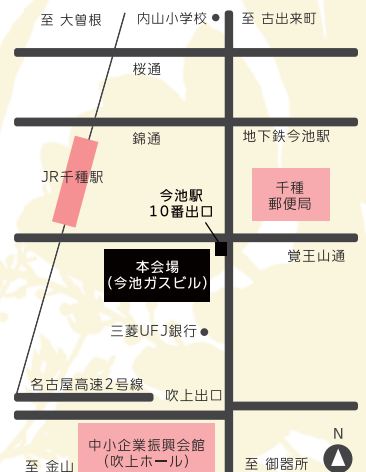 至 大曽根
内山小学校
至 古出来町
桜通
錦通
地下鉄今池駅
JR千種駅
千種
郵便局
今池駅
10番出口
覚王山通
本会場
(今池ガスビル)
三菱UFJ銀行
名古屋高速2号線
吹上出口
中小企業振興会館
(吹上ホール)
至 金山
至 御器所
N